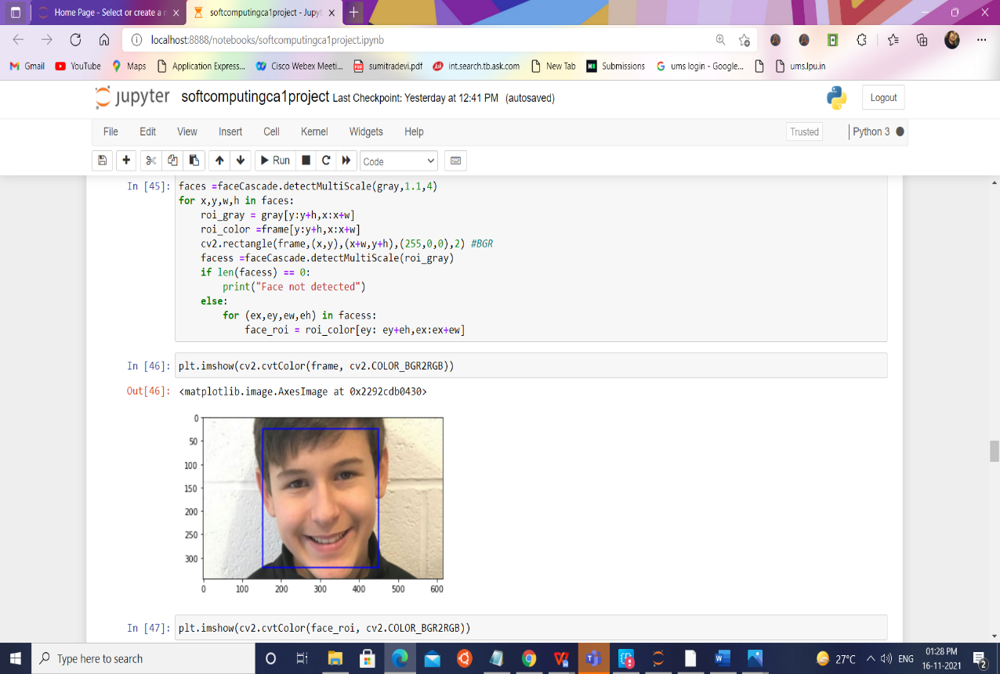 Home Page - Select or create a n
softcomputingca1project - Jupyt
localhost:8888/notebooks/softcomputingca1project.ipynb
Gmail YouTube Maps Application Express... Cisco Webex Meeti... sumitradevi.pdf int.search.tb.ask.com New Tab Submissions ums login - Google... ums.lpu.in
jupyter softcomputingca1project Last Checkpoint: Yesterday at 12:41 PM (autosaved) Logout
File Edit View Insert Cell Kernel Widgets Help Trusted Python 3
Run Code
In [45]: faces =faceCascade.detectMultiScale(gray,1.1,4)
for x,y,w,h in faces:
    roi_gray = gray[y:y+h,x:x+w]
    roi_color =frame[y:y+h,x:x+w]
    cv2.rectangle(frame,(x,y),(x+w,y+h),(255,0,0),2) #BGR
    facess =faceCascade.detectMultiScale(roi_gray)
    if len(facess) == 0:
        print("Face not detected")
    else:
        for (ex,ey,ew,eh) in facess:
            face_roi = roi_color[ey: ey+eh,ex:ex+ew]
In [46]: plt.imshow(cv2.cvtColor(frame, cv2.COLOR_BGR2RGB))
Out[46]: <matplotlib.image.AxesImage at 0x2292cdb0430>
0
50
100
150
200
250
300
0 100 200 300 400 500 600
In [47]: plt.imshow(cv2.cvtColor(face_roi, cv2.COLOR_BGR2RGB))
Type here to search
27°C ENG
01:28 PM
16-11-2021
2